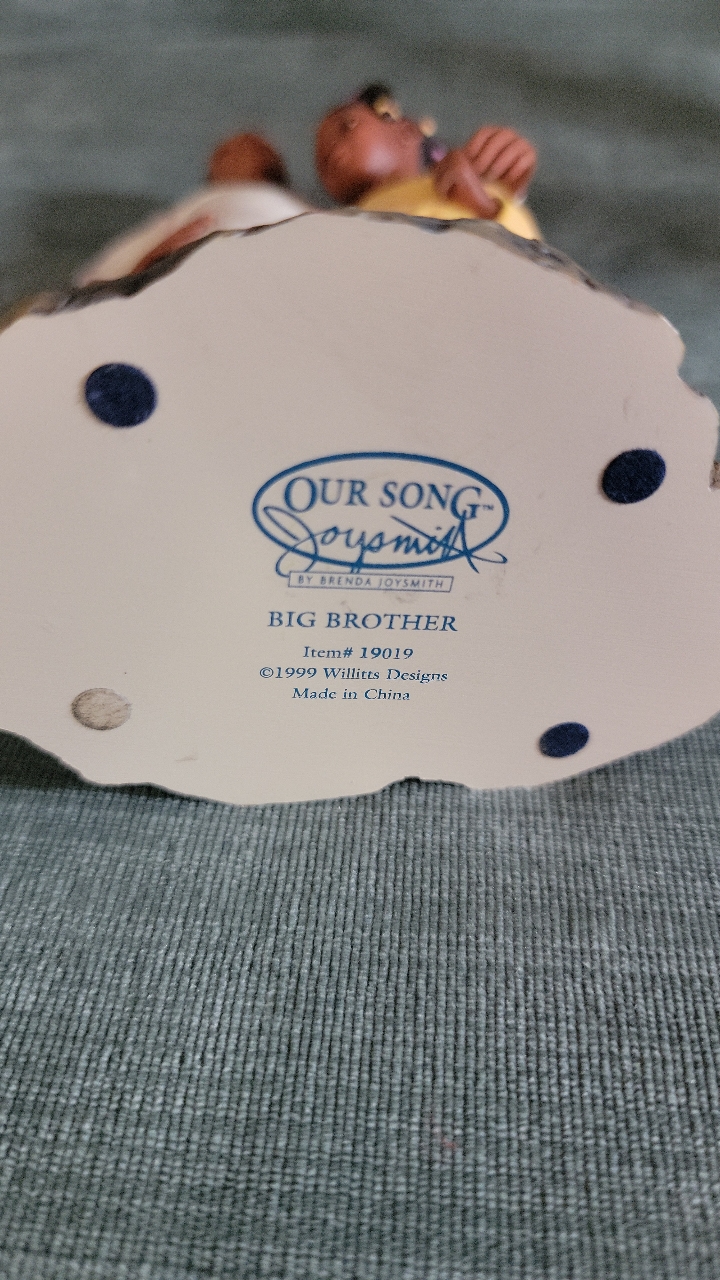 OUR SONG™
Joysmith
BY BRENDA JOYSMITH
BIG BROTHER
Item# 19019
©1999 Willitts Designs
Made in China